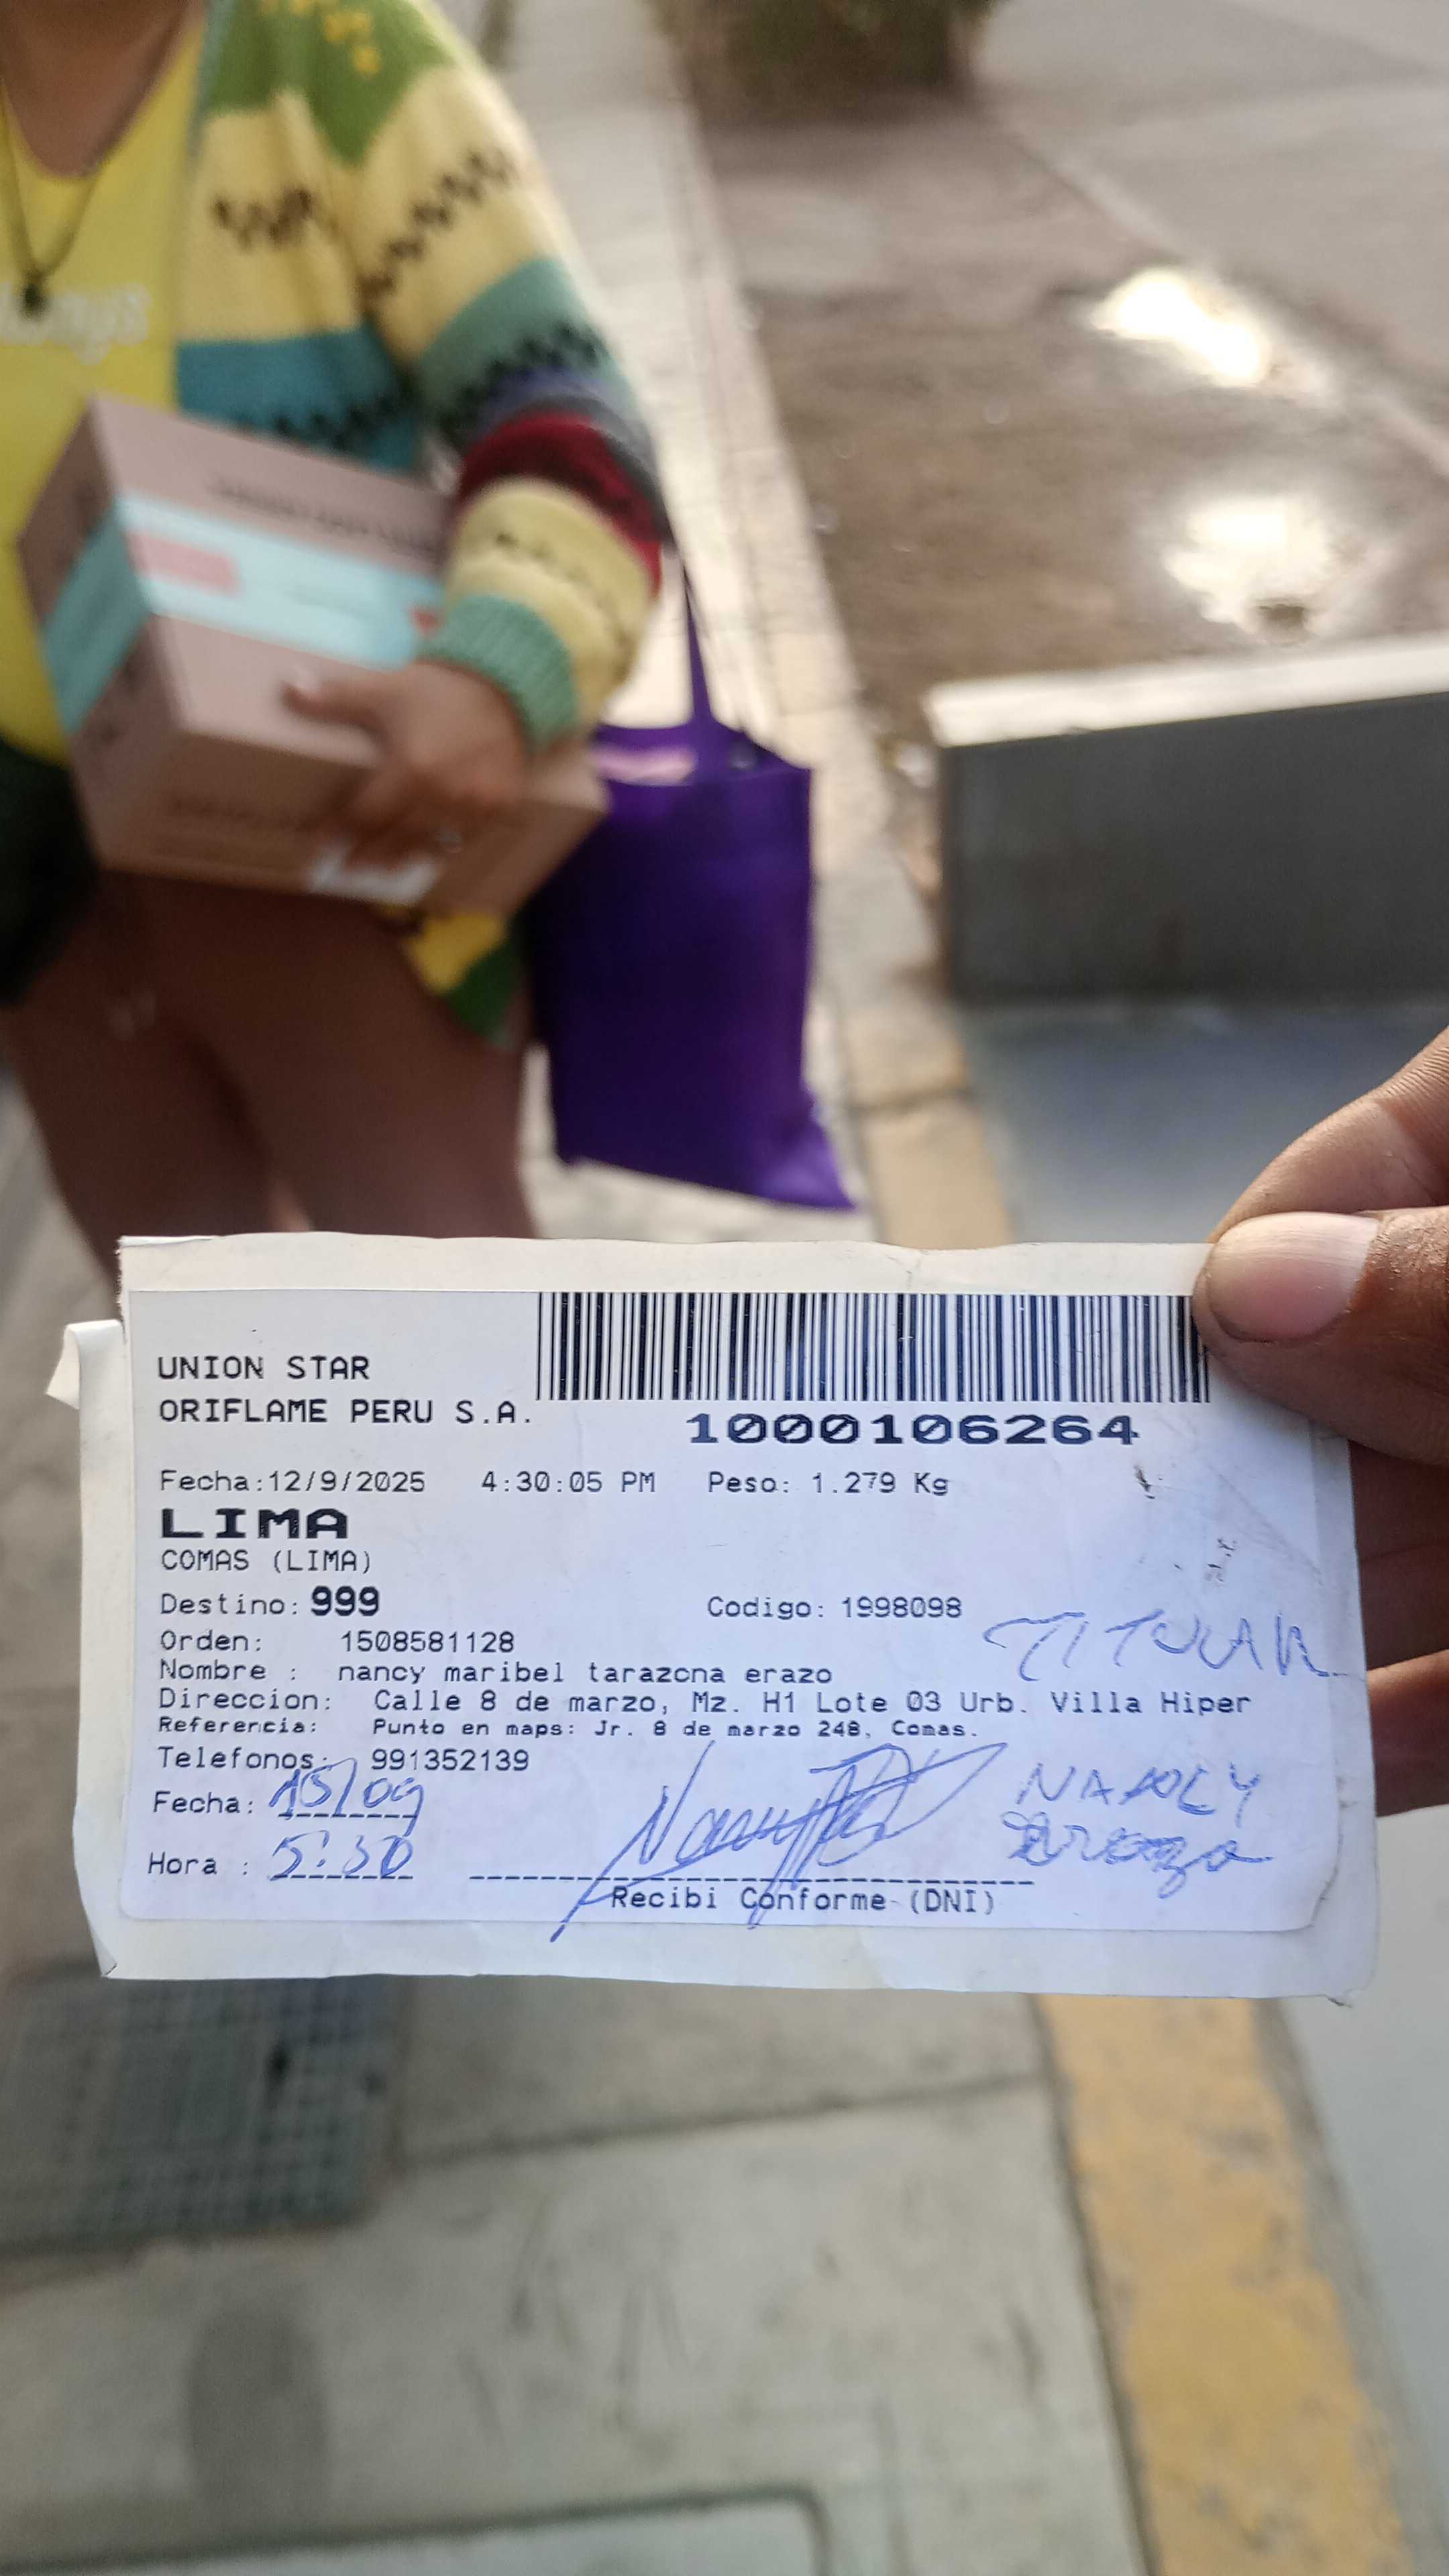 UNION STAR
ORIFLAME PERU S.A.
1000106264
Fecha:12/9/2025 4:30:05 PM Peso: 1.279 Kg
LIMA
COMAS (LIMA)
Destino: 999 Codigo: 1998098
TITULAR
Orden: 1508581128
Nombre : nancy maribel tarazona erazo
Direccion: Calle 8 de marzo, Mz. H1 Lote 03 Urb. Villa Hiper
Referencia: Punto en maps: Jr. 8 de marzo 248, Comas.
Telefonos: 991352139
Fecha: 15/09
Hora : 5:30
Recibi Conforme (DNI)